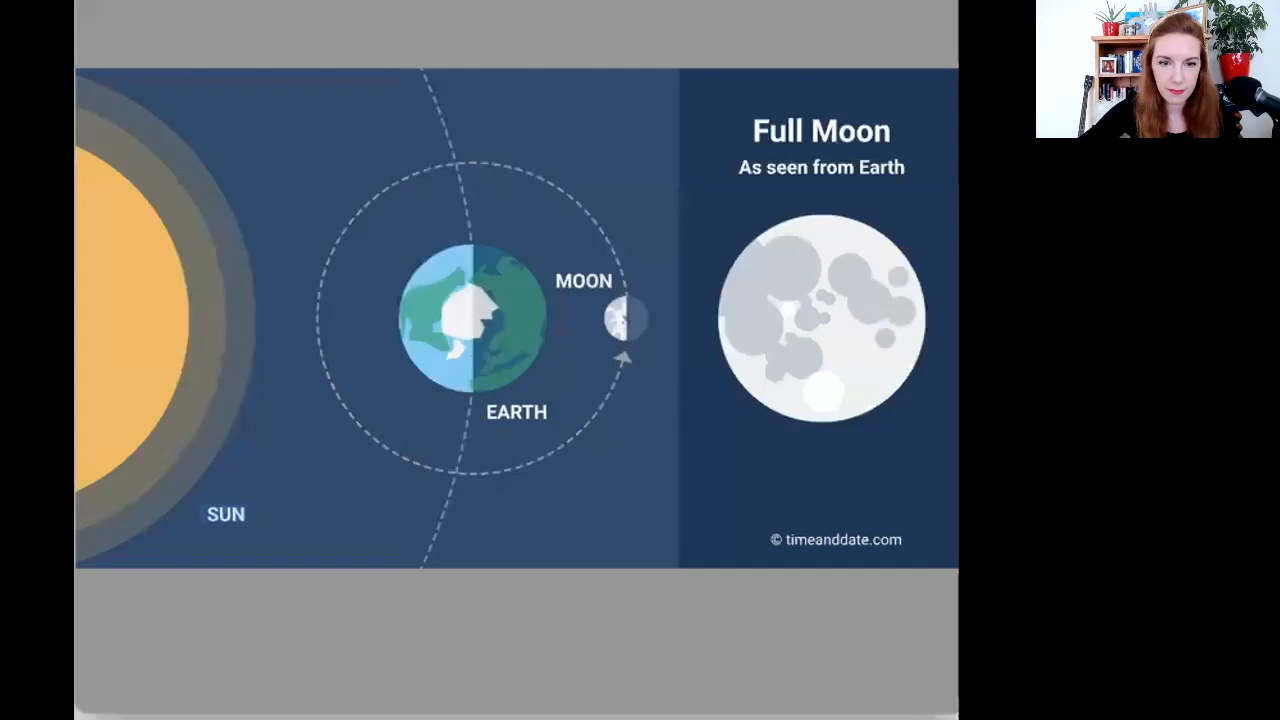 Full Moon
As seen from Earth
MOON
EARTH
SUN
© timeanddate.com